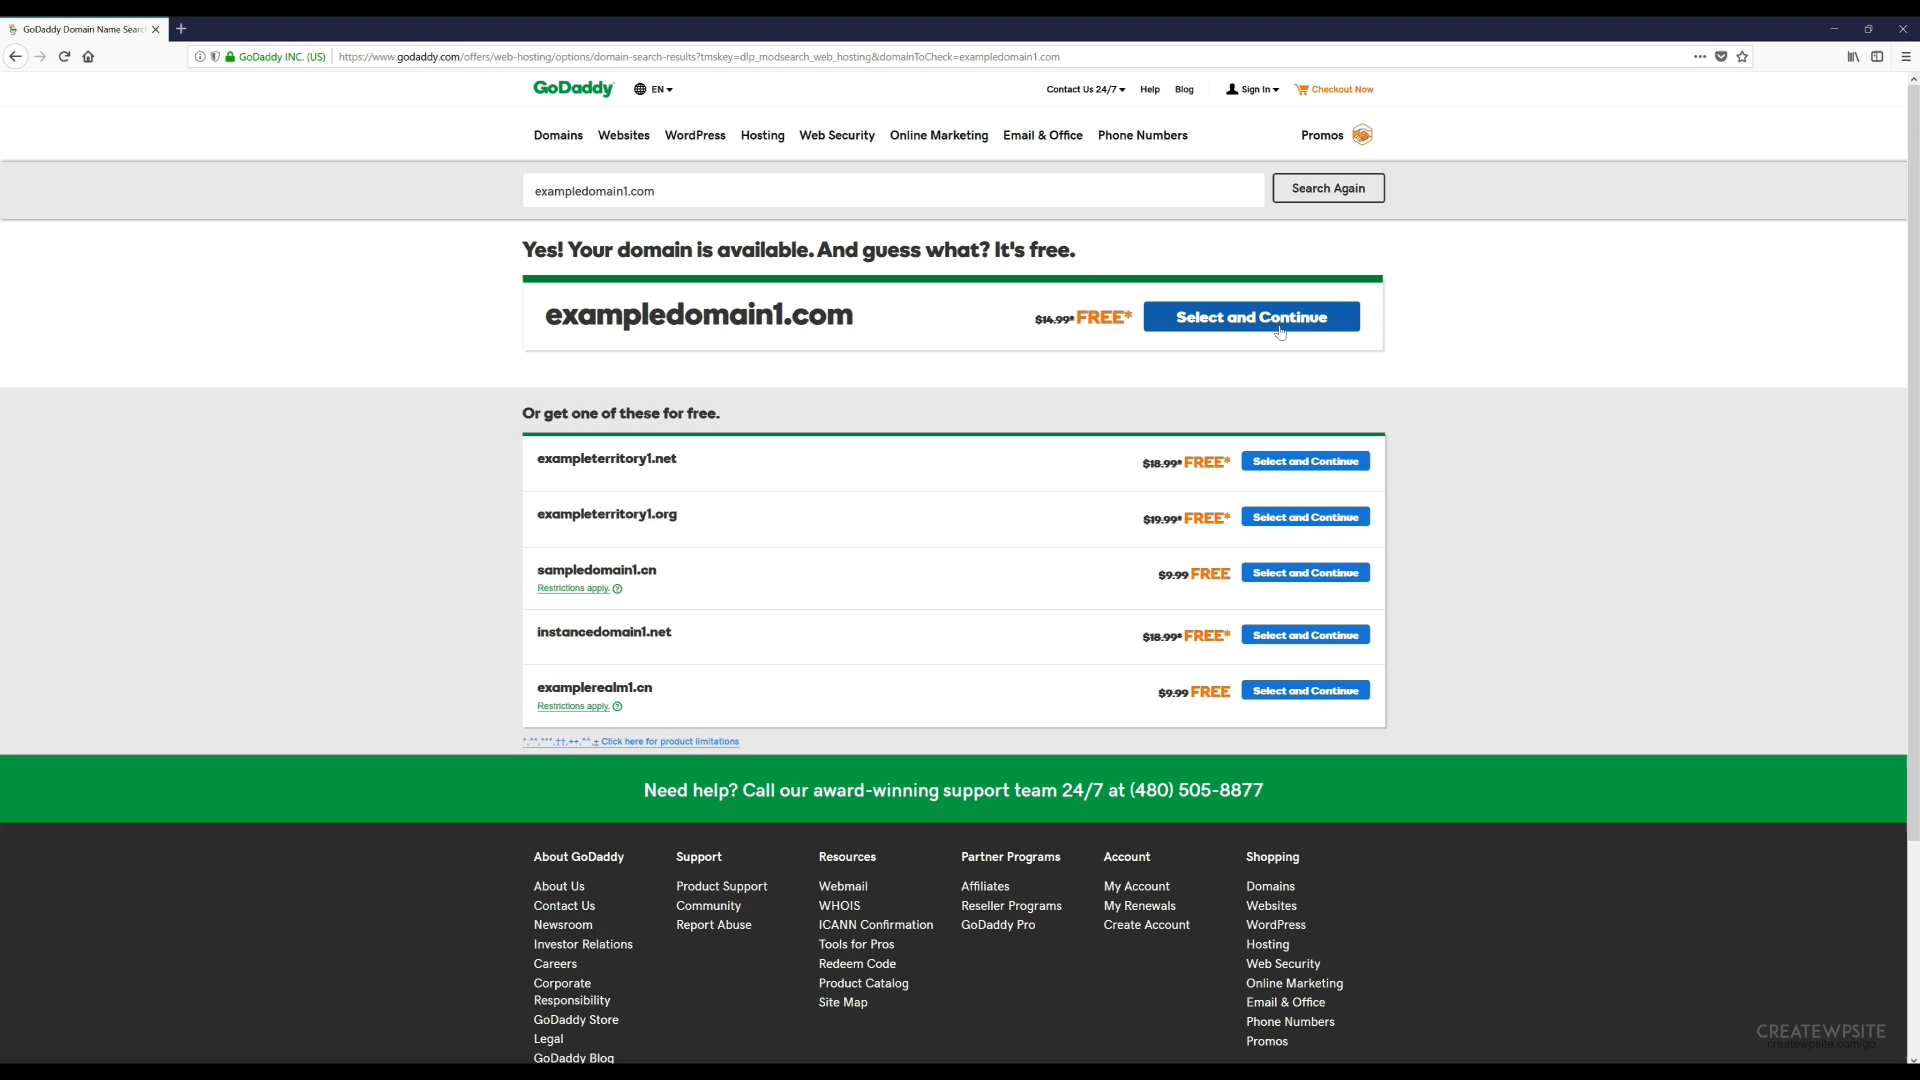 GoDaddy Domain Name Searc
GoDaddy INC. (US) https://www.godaddy.com/offers/web-hosting/options/domain-search-results?tmskey=dlp_modsearch_web_hosting&domainToCheck=exampledomain1.com
GoDaddy EN Contact Us 24/7 Help Blog Sign In Checkout Now
Domains Websites WordPress Hosting Web Security Online Marketing Email & Office Phone Numbers Promos
exampledomain1.com Search Again
Yes! Your domain is available. And guess what? It's free.
exampledomain1.com $14.99* FREE* Select and Continue
Or get one of these for free.
exampleterritory1.net $18.99* FREE* Select and Continue
exampleterritory1.org $19.99* FREE* Select and Continue
sampledomain1.cn $9.99 FREE Select and Continue
Restrictions apply.
instancedomain1.net $18.99* FREE* Select and Continue
examplerealm1.cn $9.99 FREE Select and Continue
Restrictions apply.
*,**,***,††,++,^^,± Click here for product limitations
Need help? Call our award-winning support team 24/7 at (480) 505-8877
About GoDaddy Support Resources Partner Programs Account Shopping
About Us Product Support Webmail Affiliates My Account Domains
Contact Us Community WHOIS Reseller Programs My Renewals Websites
Newsroom Report Abuse ICANN Confirmation GoDaddy Pro Create Account WordPress
Investor Relations Tools for Pros Hosting
Careers Redeem Code Web Security
Corporate Product Catalog Online Marketing
Responsibility Site Map Email & Office
GoDaddy Store Phone Numbers
Legal Promos
GoDaddy Blog
CREATEWPSITE
createwpsite.com/go